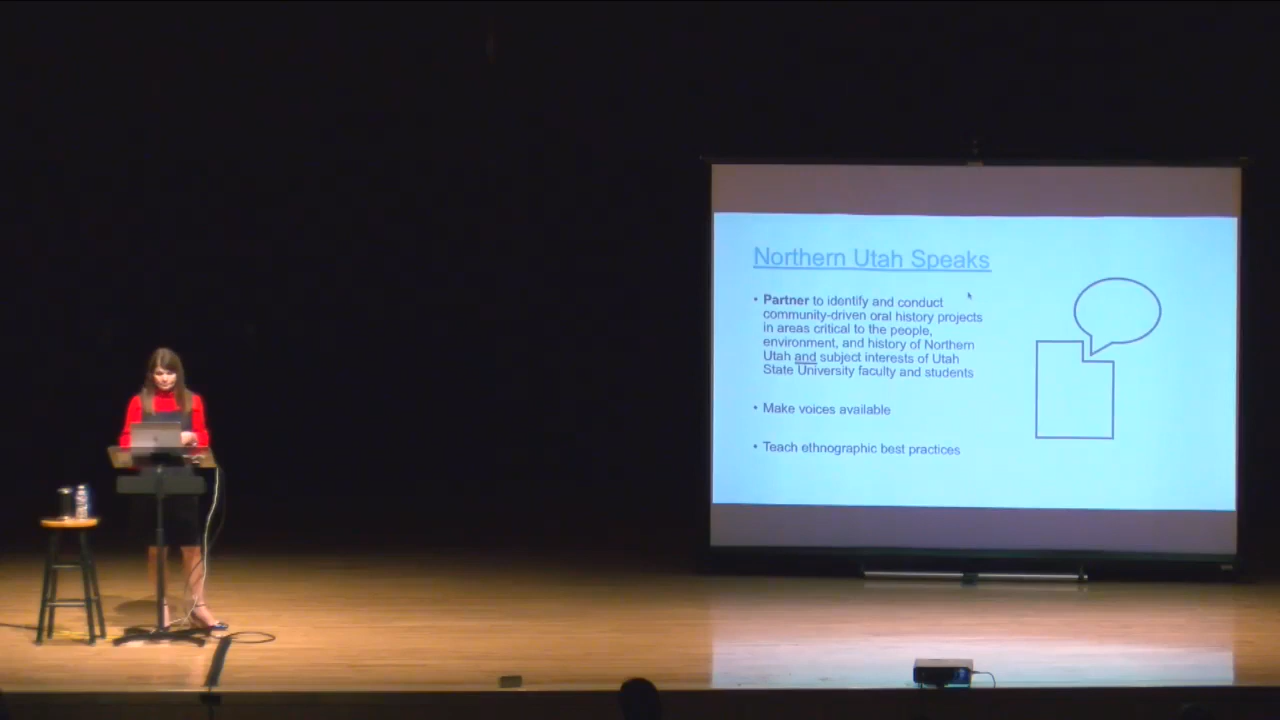 Northern Utah Speaks
• Partner to identify and conduct
community-driven oral history projects
in areas critical to the people,
environment, and history of Northern
Utah and subject interests of Utah
State University faculty and students
• Make voices available
• Teach ethnographic best practices